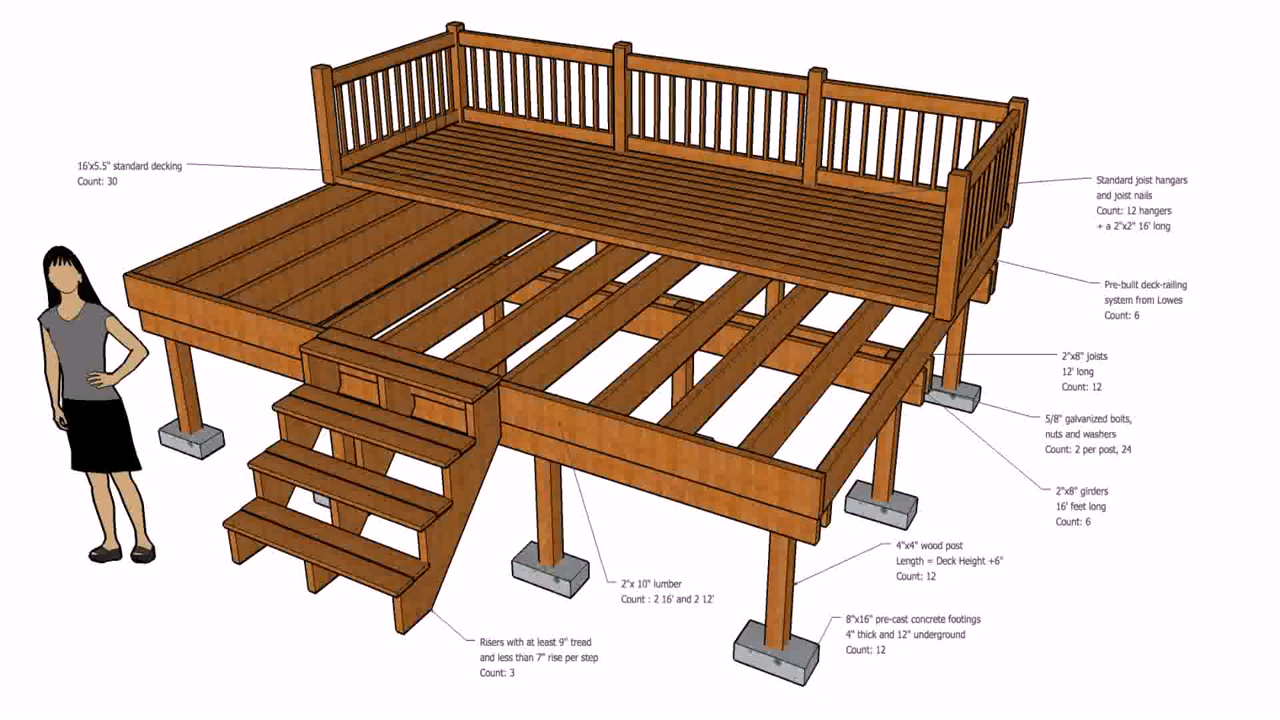 16'x5.5" standard decking
Count: 30
Standard joist hangars
and joist nails
Count: 12 hangers
+ a 2"x2" 16' long
Pre-built deck-railing
system from Lowes
Count: 6
2"x8" joists
12' long
Count: 12
5/8" galvanized bolts,
nuts and washers
Count: 2 per post, 24
2"x8" girders
16' feet long
Count: 6
4"x4" wood post
Length = Deck Height +6"
Count: 12
2"x 10" lumber
Count : 2 16' and 2 12'
8"x16" pre-cast concrete footings
4" thick and 12" underground
Count: 12
Risers with at least 9" tread
and less than 7" rise per step
Count: 3